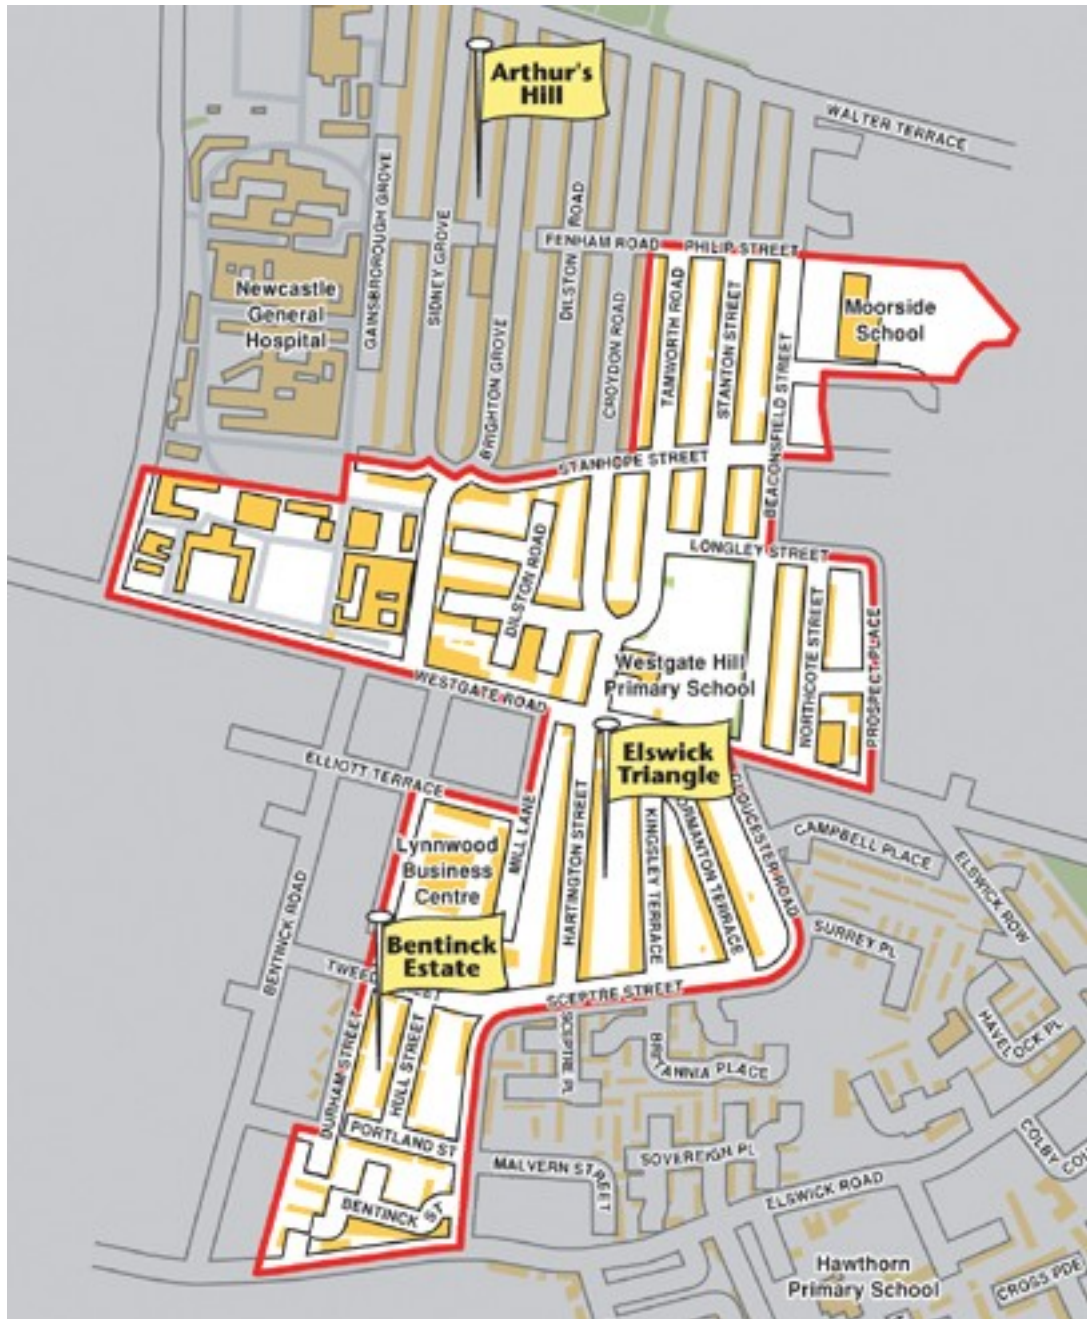 Arthur's
Hill
WALTER TERRACE
FENHAM ROAD
PHILIP STREET
GAINSBOROUGH GROVE
SIDNEY GROVE
DILSTON ROAD
Newcastle
General
Hospital
BRIGHTON GROVE
CROYDON ROAD
TAMWORTH ROAD
STANTON STREET
BEACONSFIELD STREET
Moorside
School
STANHOPE STREET
LONGLEY STREET
DILSTON ROAD
NORTHCOTE STREET
PROSPECT PLACE
Westgate Hill
Primary School
WESTGATE ROAD
Elswick
Triangle
ELLIOTT TERRACE
MILL LANE
HARTINGTON STREET
KINGSLEY TERRACE
ORMANTON TERRACE
OUCESTER ROAD
CAMPBELL PLACE
ELSWICK ROW
Lynnwood
Business
Centre
BENTINCK ROAD
Bentinck
Estate
SURREY PL
TWEED
SCEPTRE STREET
SCEPTRE PL
BRITANNIA PLACE
HAVELOCK PL
DURHAM STREET
HULL STREET
PORTLAND ST
MALVERN STREET
SOVEREIGN PL
COLBY
ELSWICK ROAD
BENTINCK ST
Hawthorn
Primary School
CROSS PDE